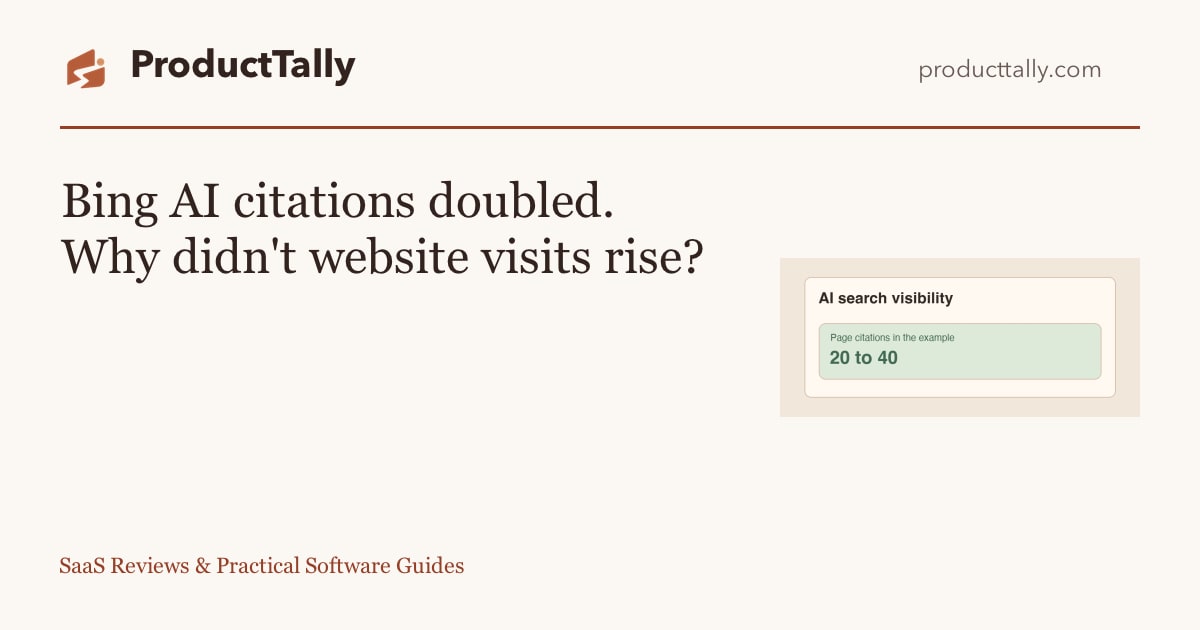 ProductTally
producttally.com
Bing AI citations doubled.
Why didn't website visits rise?
AI search visibility
Page citations in the example
20 to 40
SaaS Reviews & Practical Software Guides